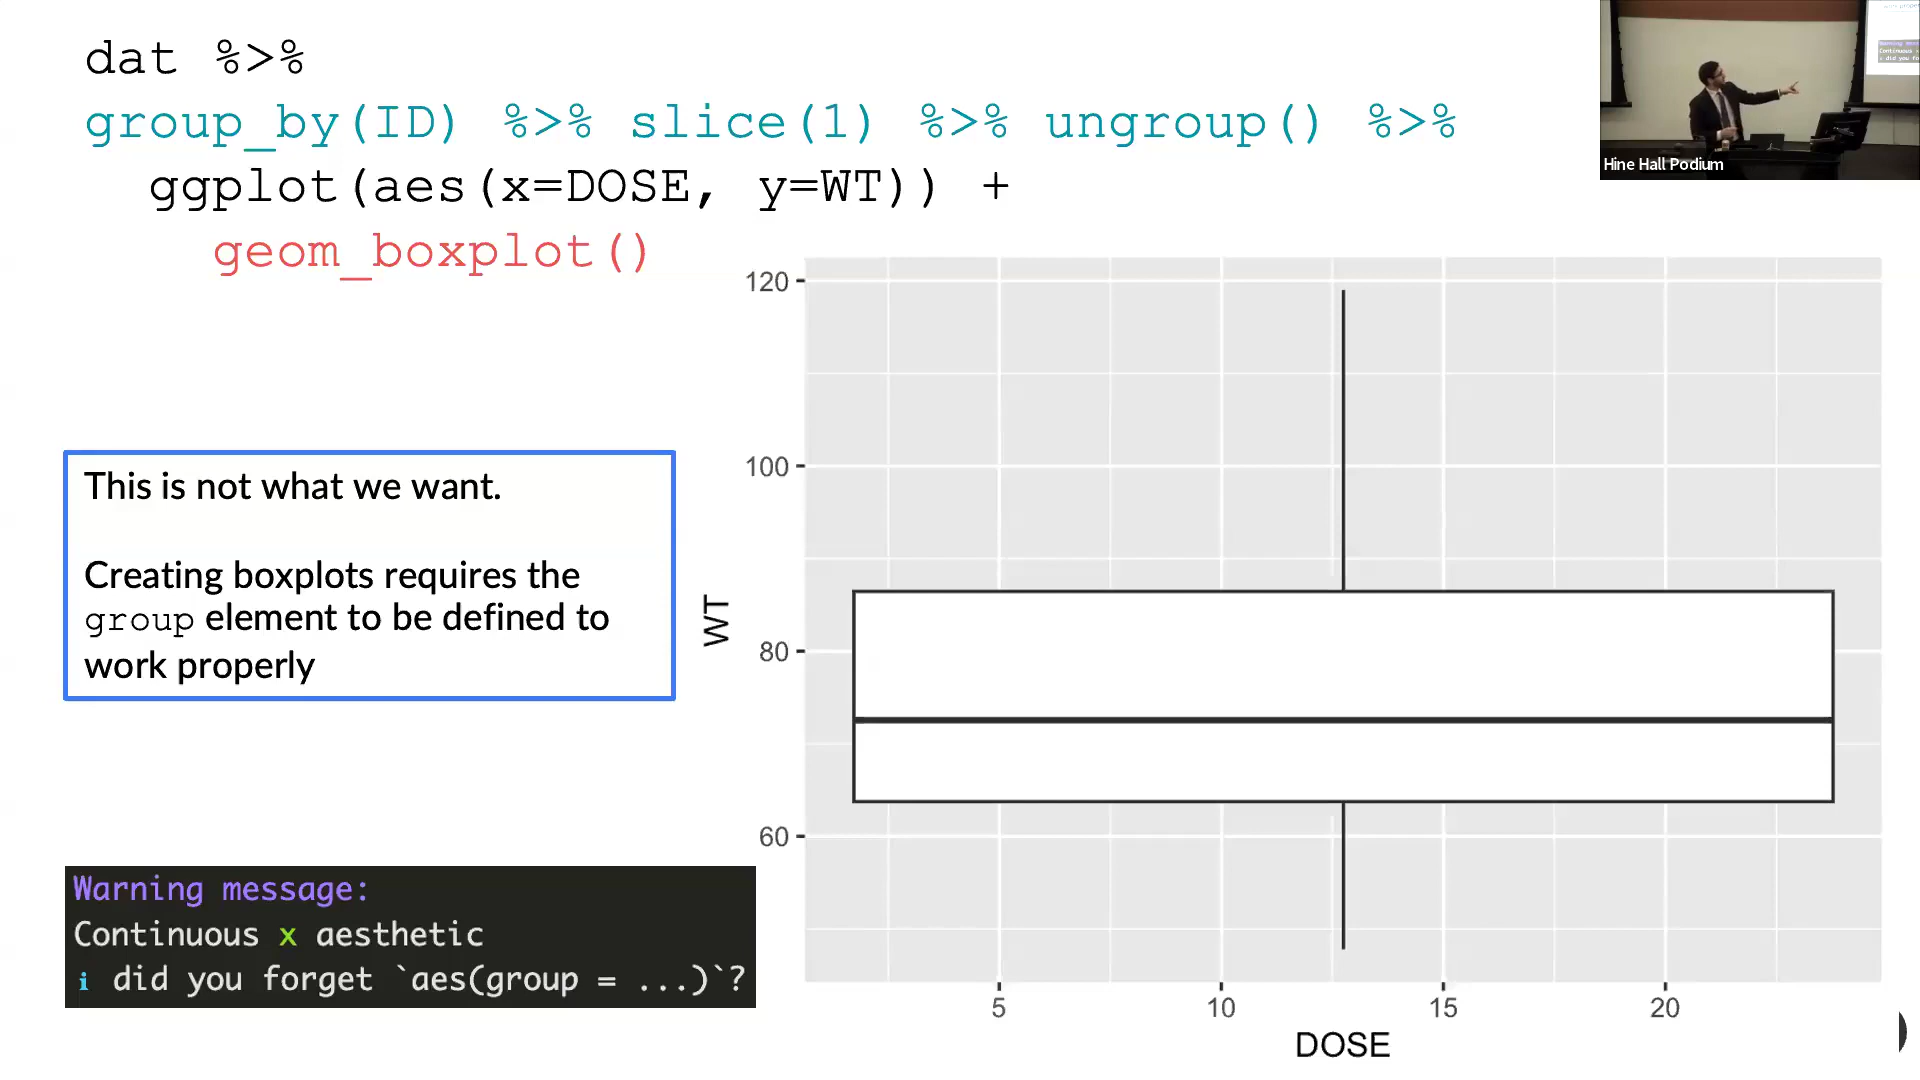 dat %>%
group_by(ID) %>% slice(1) %>% ungroup() %>%
ggplot(aes(x=DOSE, y=WT)) +
geom_boxplot()
Hine Hall Podium
This is not what we want.
Creating boxplots requires the
group element to be defined to
work properly
Warning message:
Continuous x aesthetic
i did you forget `aes(group = ...)`?
WT
120
100
80
60
5 10 15 20
DOSE